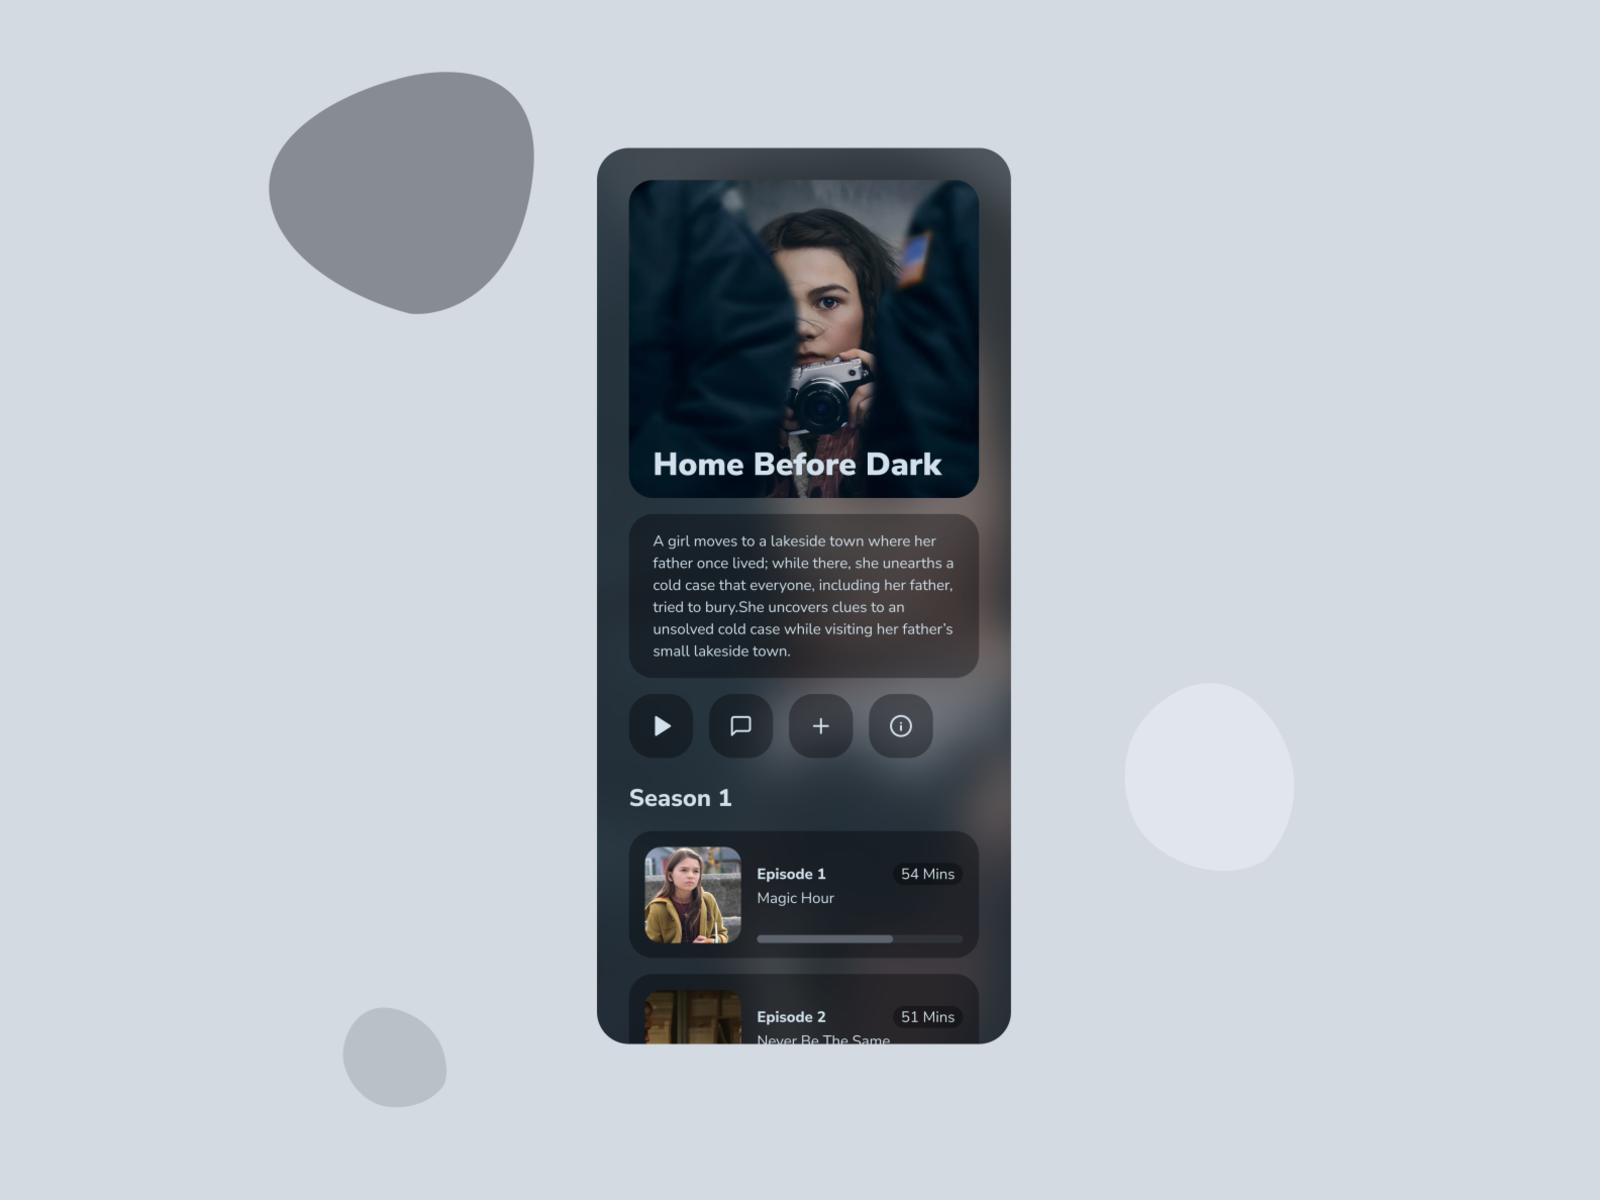 Home Before Dark
A girl moves to a lakeside town where her
father once lived; while there, she unearths a
cold case that everyone, including her father,
tried to bury.She uncovers clues to an
unsolved cold case while visiting her father’s
small lakeside town.
Season 1
Episode 1
54 Mins
Magic Hour
Episode 2
51 Mins
Never Be The Same